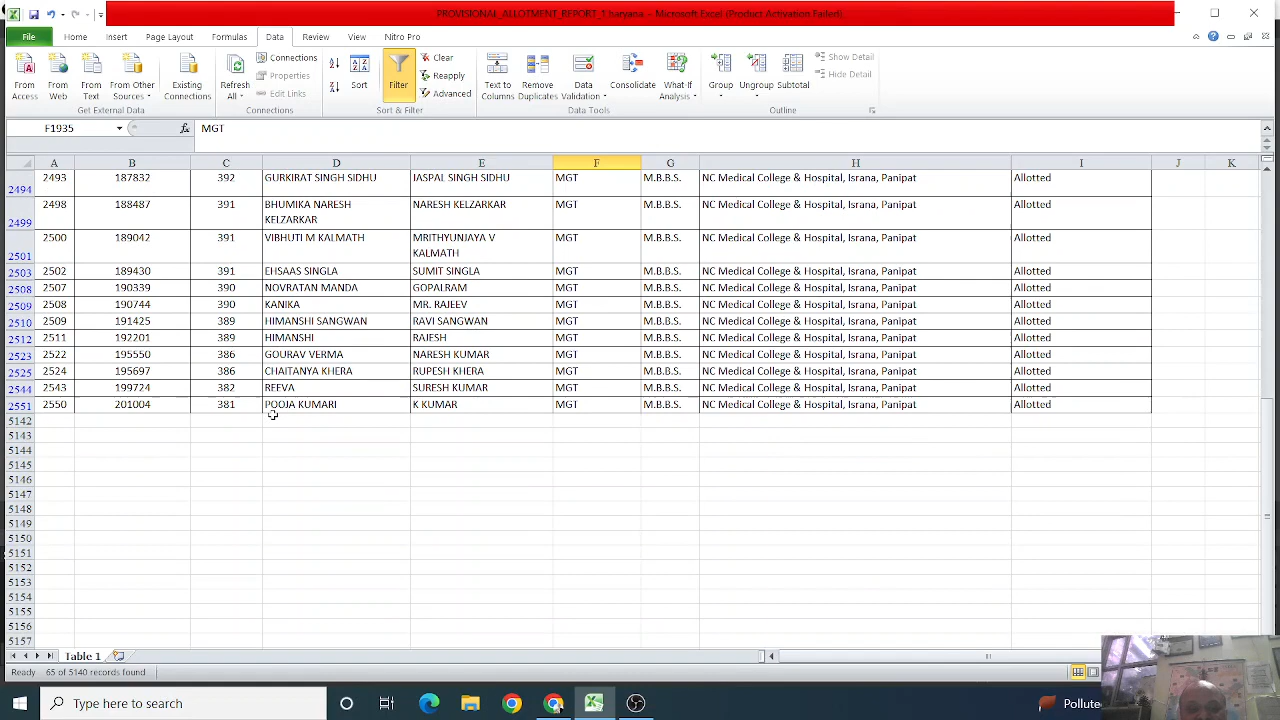 PROVISIONAL_ALLOTMENT_REPORT_1 haryana - Microsoft Excel (Product Activation Failed)
File Home Insert Page Layout Formulas Data Review View Nitro Pro
From Access
From Web
From Text
From Other Sources
Existing Connections
Refresh All
Connections
Properties
Edit Links
Sort
Filter
Clear
Reapply
Advanced
Text to Columns
Remove Duplicates
Data Validation
Consolidate
What-If Analysis
Group
Ungroup
Subtotal
Show Detail
Hide Detail
Get External Data Connections Sort & Filter Data Tools Outline
F1935 fx MGT
A B C D E F G H I J K
2494 2493 187832 392 GURKIRAT SINGH SIDHU JASPAL SINGH SIDHU MGT M.B.B.S. NC Medical College & Hospital, Israna, Panipat Allotted
2499 2498 188487 391 BHUMIKA NARESH KELZARKAR NARESH KELZARKAR MGT M.B.B.S. NC Medical College & Hospital, Israna, Panipat Allotted
2501 2500 189042 391 VIBHUTI M KALMATH MRITHYUNJAYA V KALMATH MGT M.B.B.S. NC Medical College & Hospital, Israna, Panipat Allotted
2503 2502 189430 391 EHSAAS SINGLA SUMIT SINGLA MGT M.B.B.S. NC Medical College & Hospital, Israna, Panipat Allotted
2508 2507 190339 390 NOVRATAN MANDA GOPALRAM MGT M.B.B.S. NC Medical College & Hospital, Israna, Panipat Allotted
2509 2508 190744 390 KANIKA MR. RAJEEV MGT M.B.B.S. NC Medical College & Hospital, Israna, Panipat Allotted
2510 2509 191425 389 HIMANSHI SANGWAN RAVI SANGWAN MGT M.B.B.S. NC Medical College & Hospital, Israna, Panipat Allotted
2512 2511 192201 389 HIMANSHI RAJESH MGT M.B.B.S. NC Medical College & Hospital, Israna, Panipat Allotted
2523 2522 195550 386 GOURAV VERMA NARESH KUMAR MGT M.B.B.S. NC Medical College & Hospital, Israna, Panipat Allotted
2525 2524 195697 386 CHAITANYA KHERA RUPESH KHERA MGT M.B.B.S. NC Medical College & Hospital, Israna, Panipat Allotted
2544 2543 199724 382 REEVA SURESH KUMAR MGT M.B.B.S. NC Medical College & Hospital, Israna, Panipat Allotted
2551 2550 201004 381 POOJA KUMARI K KUMAR MGT M.B.B.S. NC Medical College & Hospital, Israna, Panipat Allotted
5142
5143
5144
5145
5146
5147
5148
5149
5150
5151
5152
5153
5154
5155
5156
5157
Table 1
Ready 65 of 5140 records found
Type here to search
Pollute